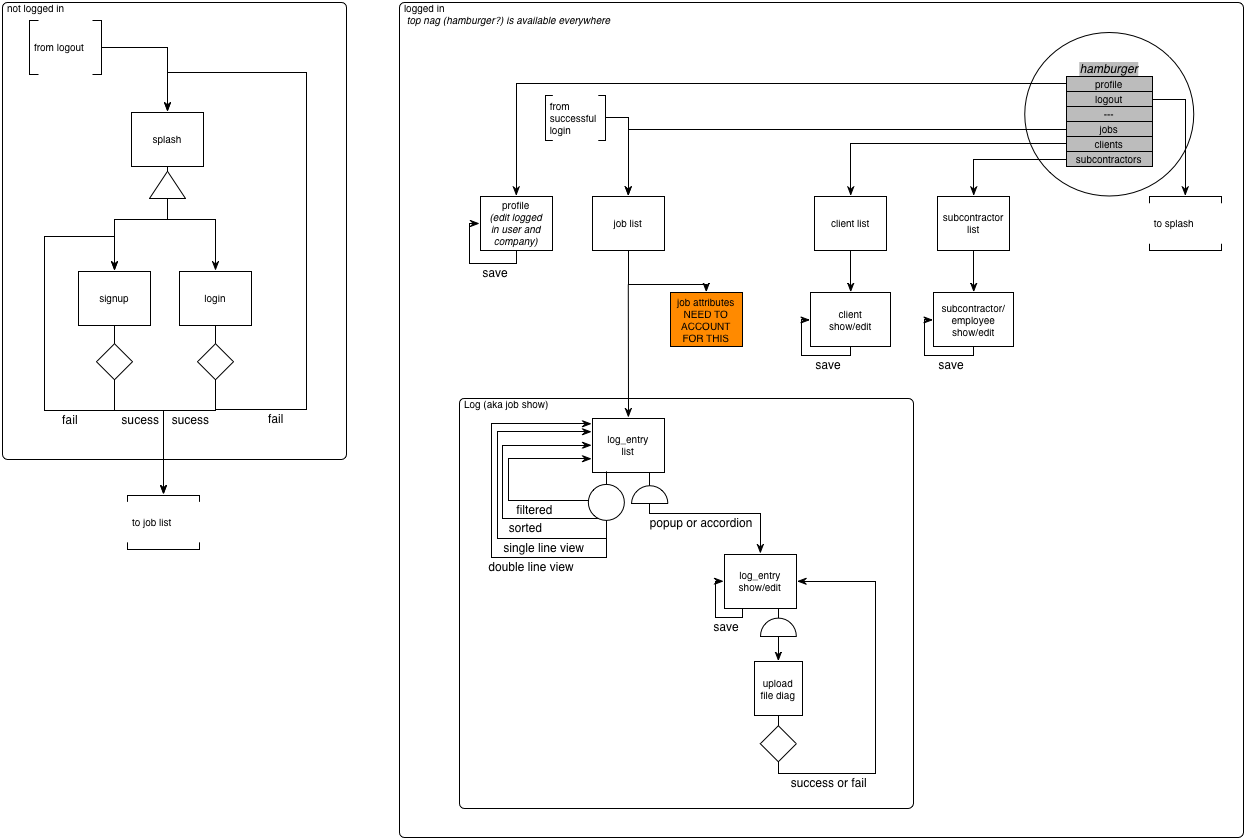 not logged in
from logout
splash
signup
login
fail
sucess
sucess
fail
to job list
logged in
top nag (hamburger?) is available everywhere
hamburger
profile
logout
---
jobs
clients
subcontractors
from
successful
login
profile
(edit logged
in user and
company)
save
job list
client list
subcontractor
list
to splash
job attributes
NEED TO
ACCOUNT
FOR THIS
client
show/edit
save
subcontractor/
employee
show/edit
save
Log (aka job show)
log_entry
list
filtered
sorted
single line view
double line view
popup or accordion
log_entry
show/edit
save
upload
file diag
success or fail